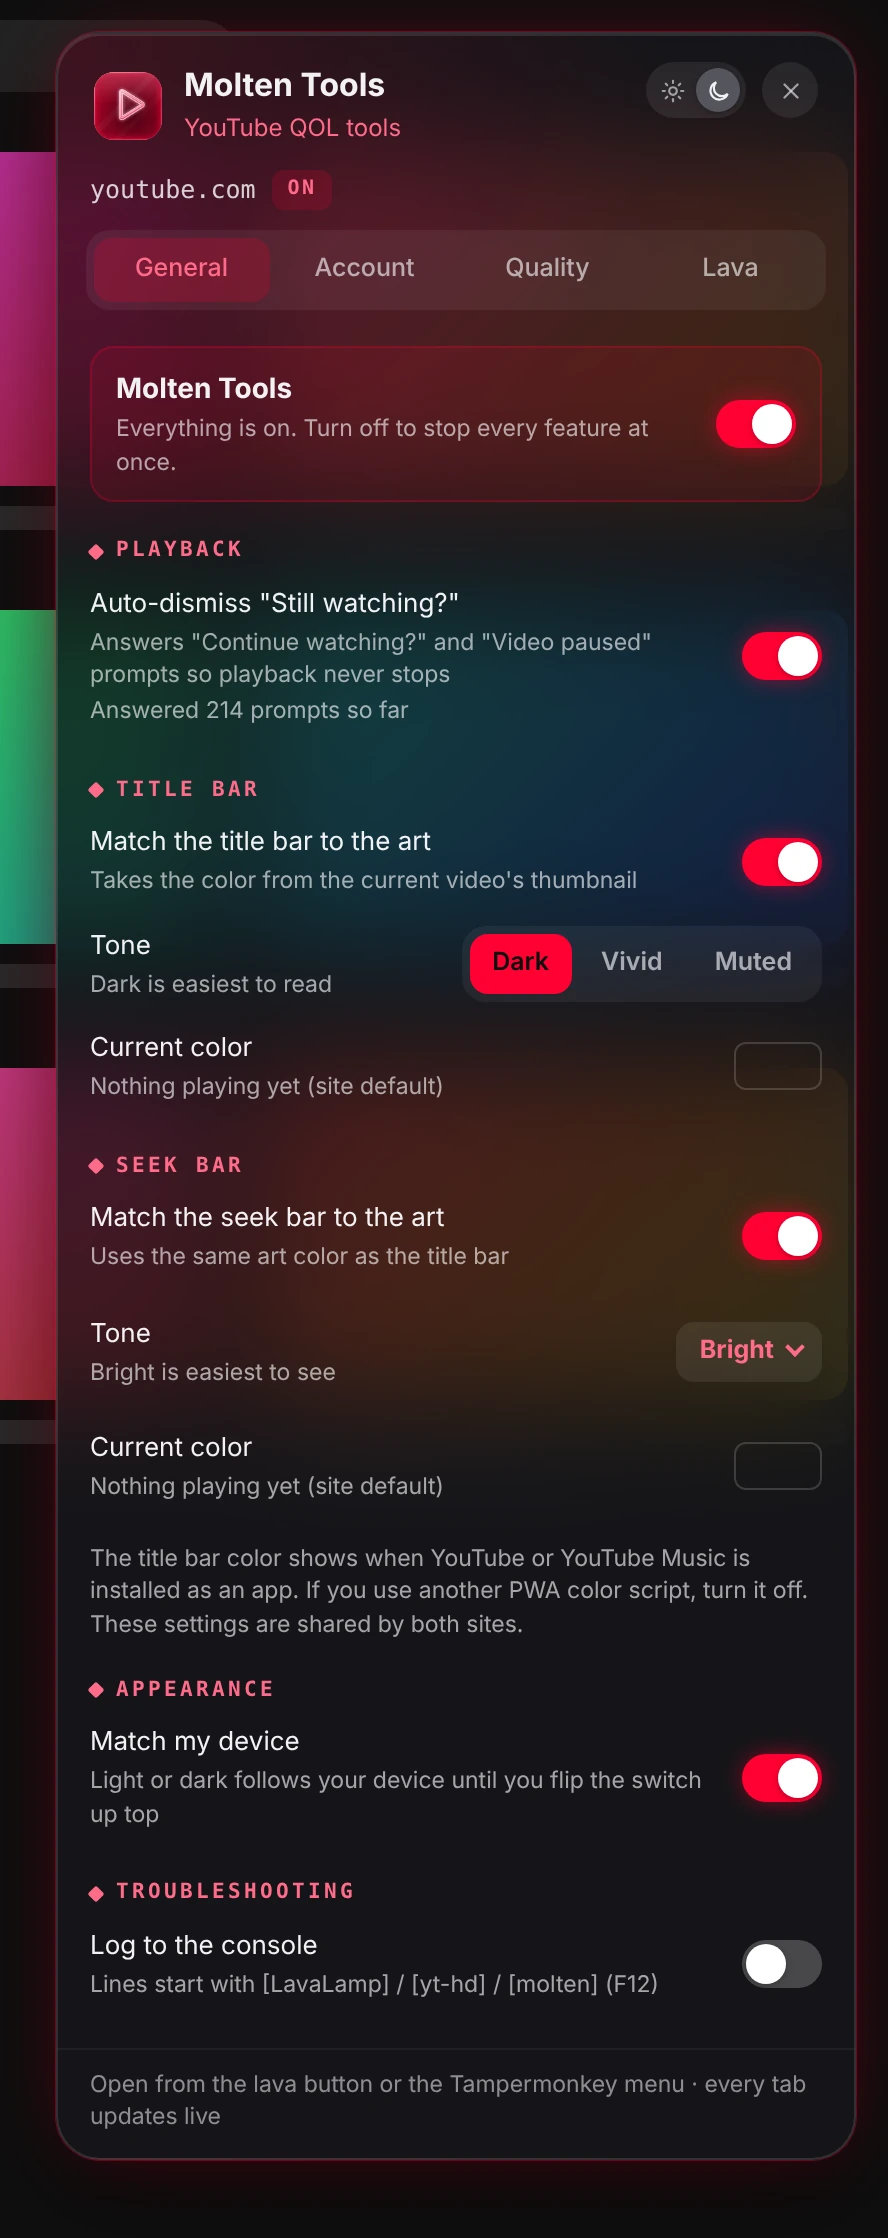 Molten Tools
YouTube QOL tools
youtube.com ON
General Account Quality Lava
Molten Tools
Everything is on. Turn off to stop every feature at
once.
PLAYBACK
Auto-dismiss "Still watching?"
Answers "Continue watching?" and "Video paused"
prompts so playback never stops
Answered 214 prompts so far
TITLE BAR
Match the title bar to the art
Takes the color from the current video's thumbnail
Tone
Dark is easiest to read
Dark Vivid Muted
Current color
Nothing playing yet (site default)
SEEK BAR
Match the seek bar to the art
Uses the same art color as the title bar
Tone
Bright is easiest to see
Bright
Current color
Nothing playing yet (site default)
The title bar color shows when YouTube or YouTube Music is
installed as an app. If you use another PWA color script, turn it off.
These settings are shared by both sites.
APPEARANCE
Match my device
Light or dark follows your device until you flip the switch
up top
TROUBLESHOOTING
Log to the console
Lines start with [LavaLamp] / [yt-hd] / [molten] (F12)
Open from the lava button or the Tampermonkey menu · every tab
updates live